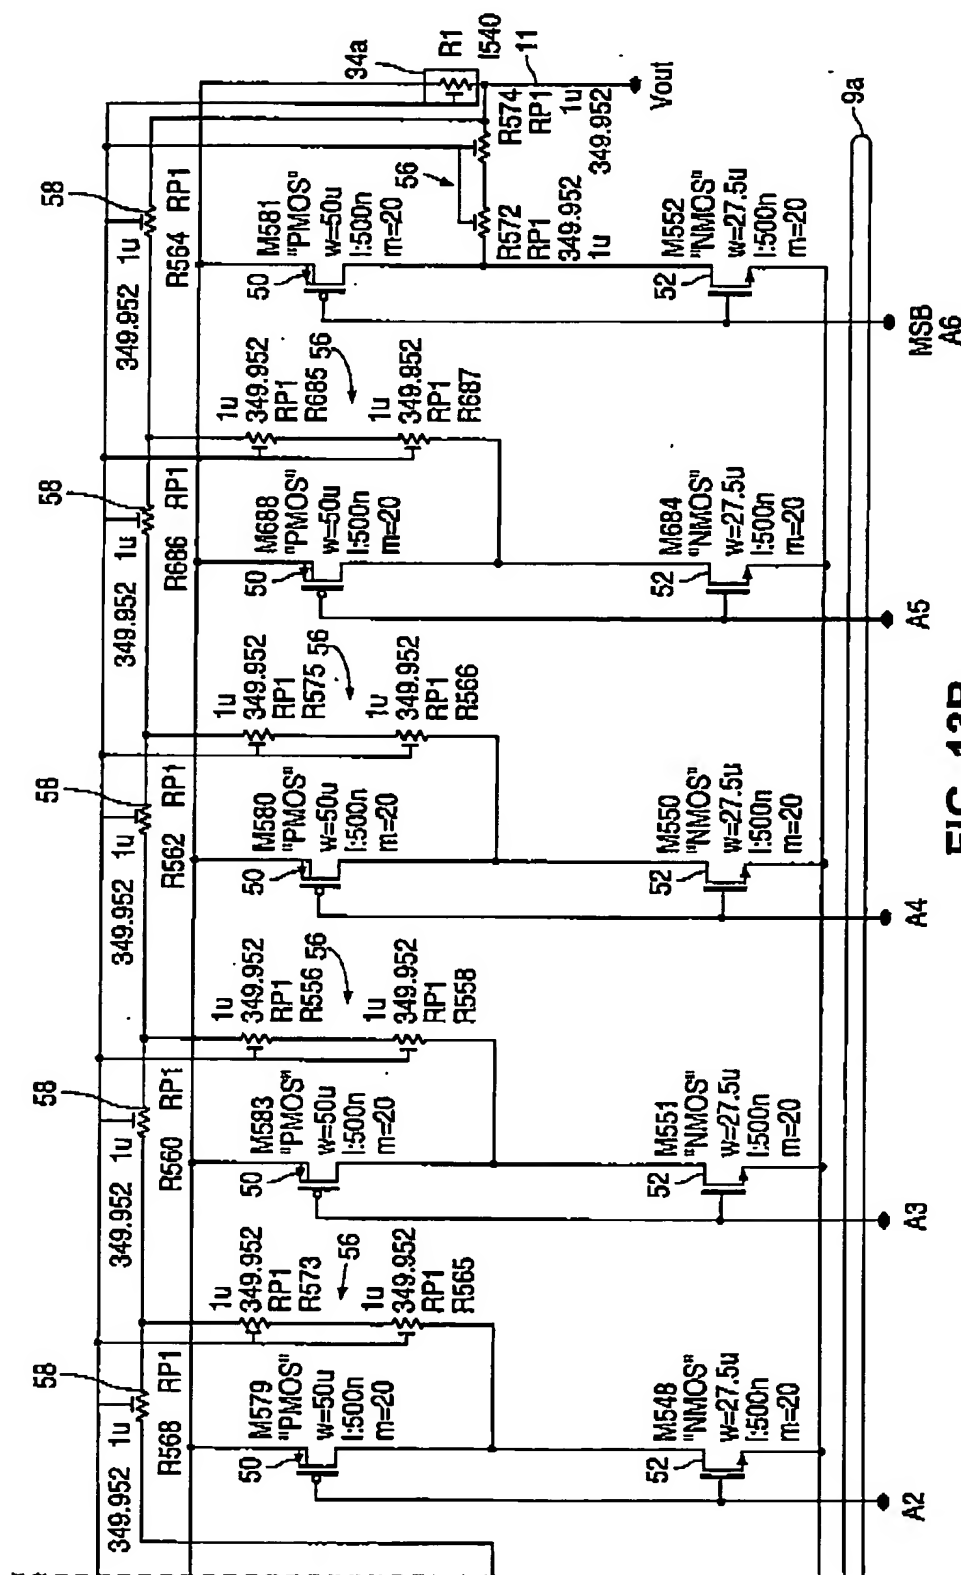 58
349.952
1u
RP1
R568
M579
"PMOS"
w=50u
l:500n
m=20
50
1u
349.952
RP1
R573
56
1u
349.952
RP1
R565
M548
"NMOS"
w=27.5u
l:500n
m=20
52
A2
58
349.952
1u
RP1
R560
M583
"PMOS"
w=50u
l:500n
m=20
50
1u
349.952
RP1
R556
56
1u
349.952
RP1
R558
M551
"NMOS"
w=27.5u
l:500n
m=20
52
A3
58
349.952
1u
RP1
R562
M580
"PMOS"
w=50u
l:500n
m=20
50
1u
349.952
RP1
R575
56
1u
349.952
RP1
R566
M550
"NMOS"
w=27.5u
l:500n
m=20
52
A4
58
349.952
1u
RP1
R686
M688
"PMOS"
w=50u
l:500n
m=20
50
1u
349.952
RP1
R685
56
1u
349.952
RP1
R687
M684
"NMOS"
w=27.5u
l:500n
m=20
52
A5
58
349.952
1u
RP1
R564
M581
"PMOS"
w=50u
l:500n
m=20
50
56
R572
RP1
349.952
1u
R574
RP1
1u
349.952
M552
"NMOS"
w=27.5u
l:500n
m=20
52
MSB
A6
34a
R1
I540
11
Vout
9a